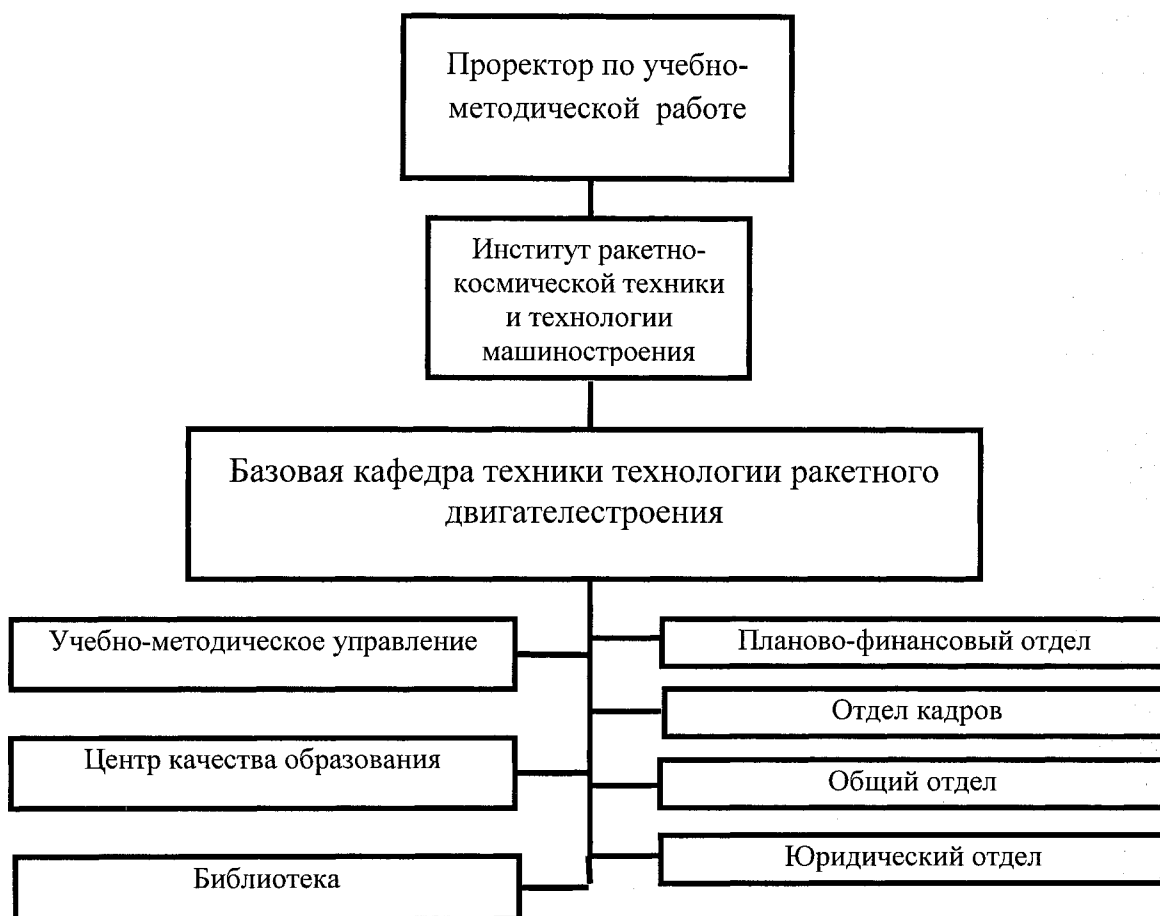 Проректор по учебно-
методической работе
Институт ракетно-
космической техники
и технологии
машиностроения
Базовая кафедра техники технологии ракетного
двигателестроения
Учебно-методическое управление
Центр качества образования
Библиотека
Планово-финансовый отдел
Отдел кадров
Общий отдел
Юридический отдел